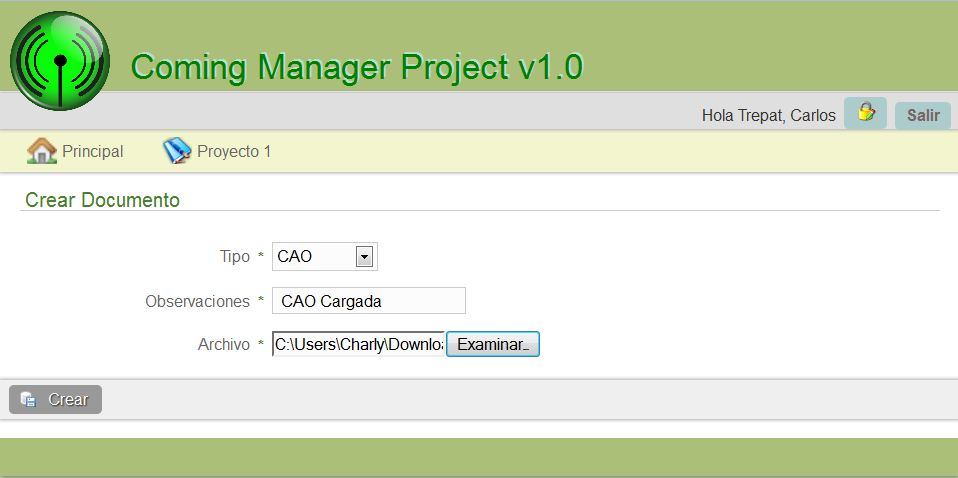 Coming Manager Project v1.0
Hola Trepat, Carlos Salir
Principal Proyecto 1
Crear Documento
Tipo * CAO
Observaciones * CAO Cargada
Archivo * C:\Users\Charly\Downlo Examinar...
Crear